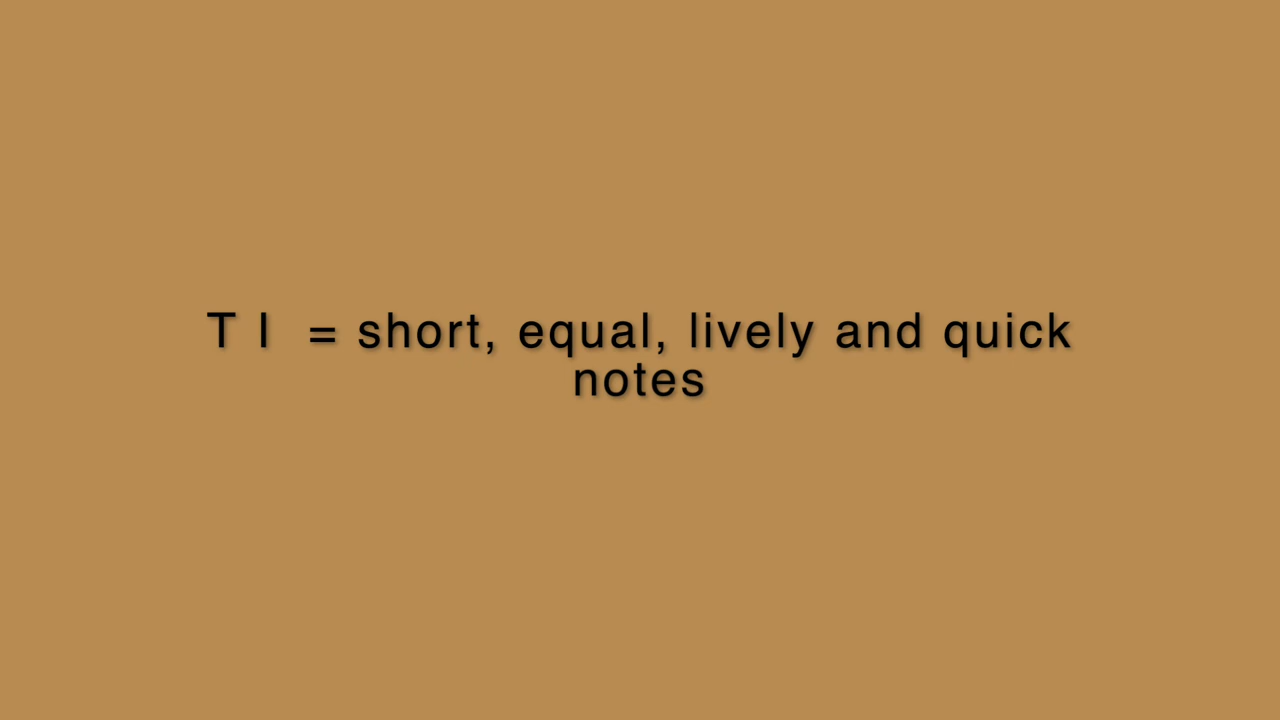 T I  = short, equal, lively and quick
notes